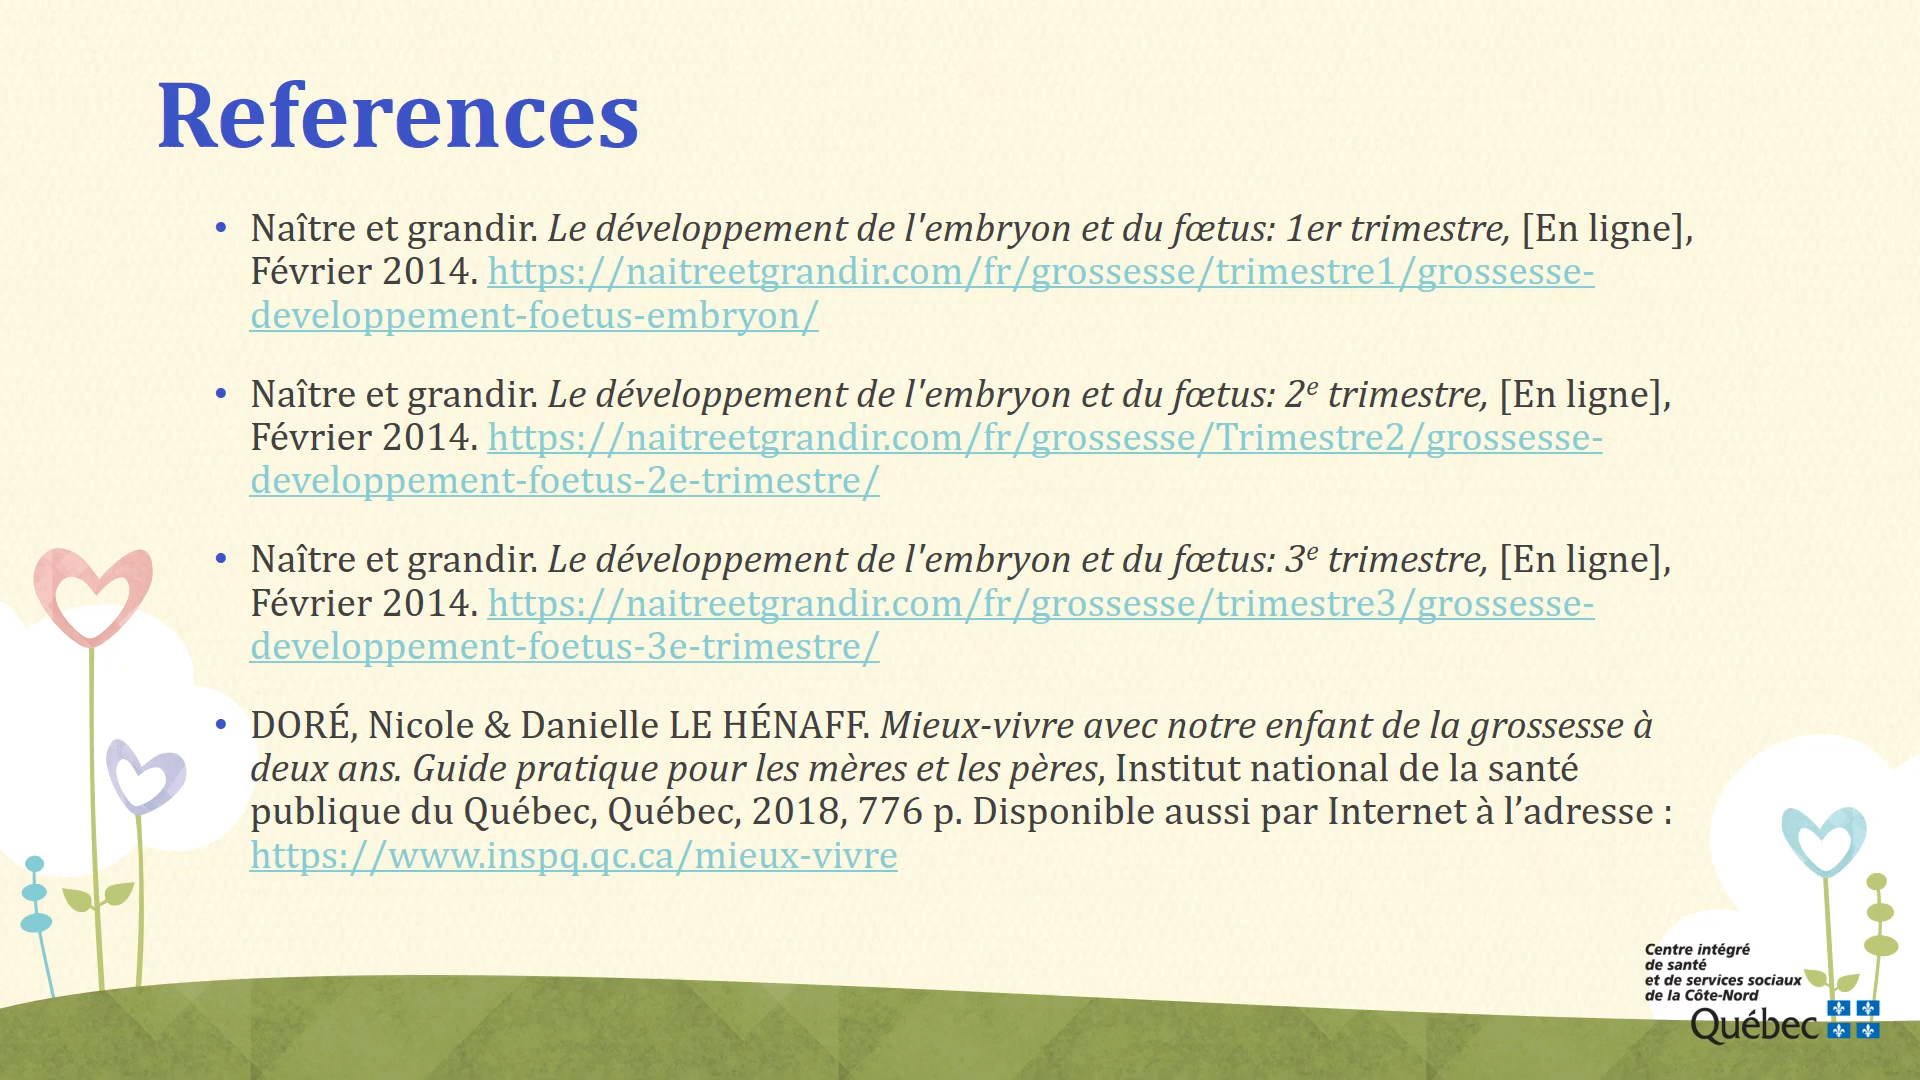 References
• Naître et grandir. Le développement de l'embryon et du fœtus: 1er trimestre, [En ligne],
Février 2014. https://naitreetgrandir.com/fr/grossesse/trimestre1/grossesse-
developpement-foetus-embryon/
• Naître et grandir. Le développement de l'embryon et du fœtus: 2e trimestre, [En ligne],
Février 2014. https://naitreetgrandir.com/fr/grossesse/Trimestre2/grossesse-
developpement-foetus-2e-trimestre/
• Naître et grandir. Le développement de l'embryon et du fœtus: 3e trimestre, [En ligne],
Février 2014. https://naitreetgrandir.com/fr/grossesse/trimestre3/grossesse-
developpement-foetus-3e-trimestre/
• DORÉ, Nicole & Danielle LE HÉNAFF. Mieux-vivre avec notre enfant de la grossesse à
deux ans. Guide pratique pour les mères et les pères, Institut national de la santé
publique du Québec, Québec, 2018, 776 p. Disponible aussi par Internet à l’adresse :
https://www.inspq.qc.ca/mieux-vivre
Centre intégré
de santé
et de services sociaux
de la Côte-Nord
Québec